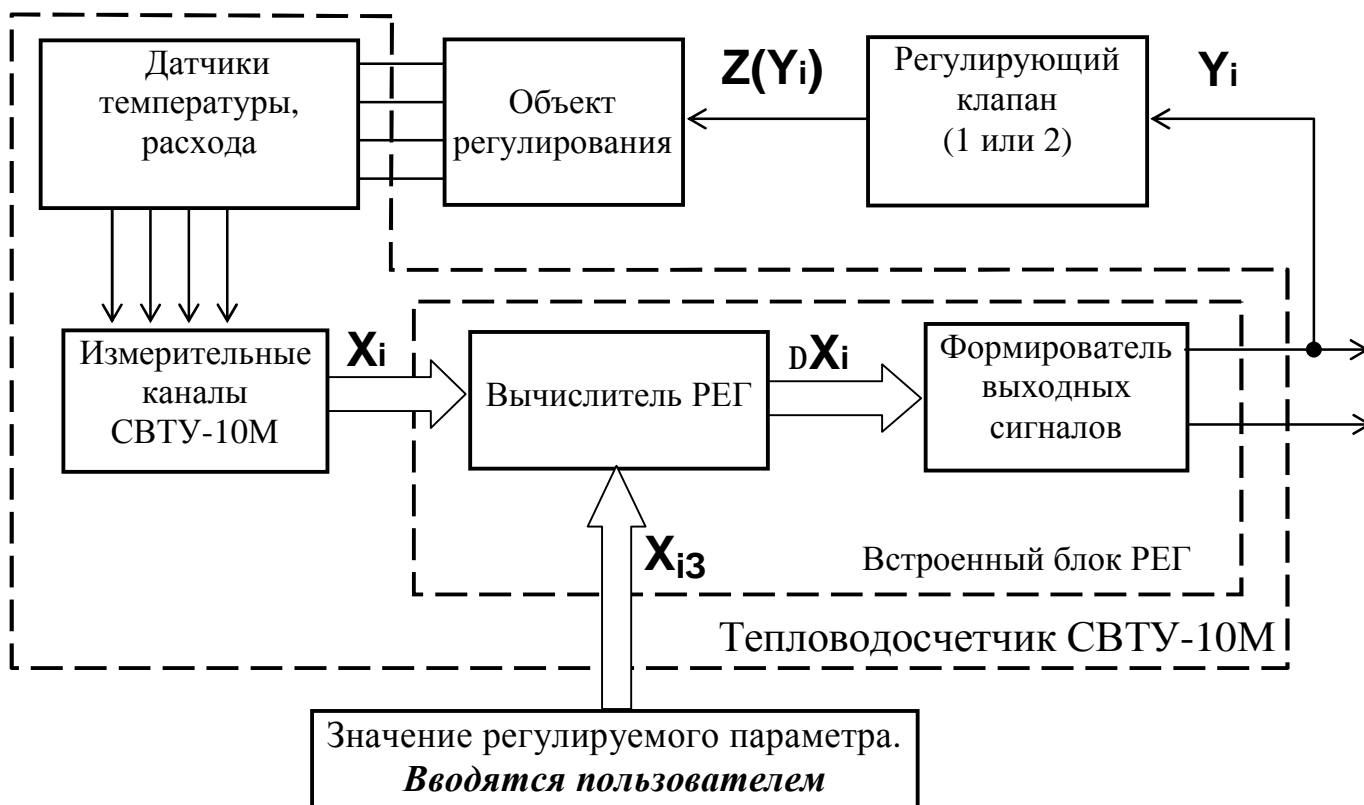 Датчики
температуры,
расхода
Объект
регулирования
Z(Yi)
Регулирующий
клапан
(1 или 2)
Yi
Измерительные
каналы
СВТУ-10М
Xi
Вычислитель РЕГ
DXi
Формирователь
выходных
сигналов
XiЗ
Встроенный блок РЕГ
Тепловодосчетчик СВТУ-10М
Значение регулируемого параметра.
Вводятся пользователем